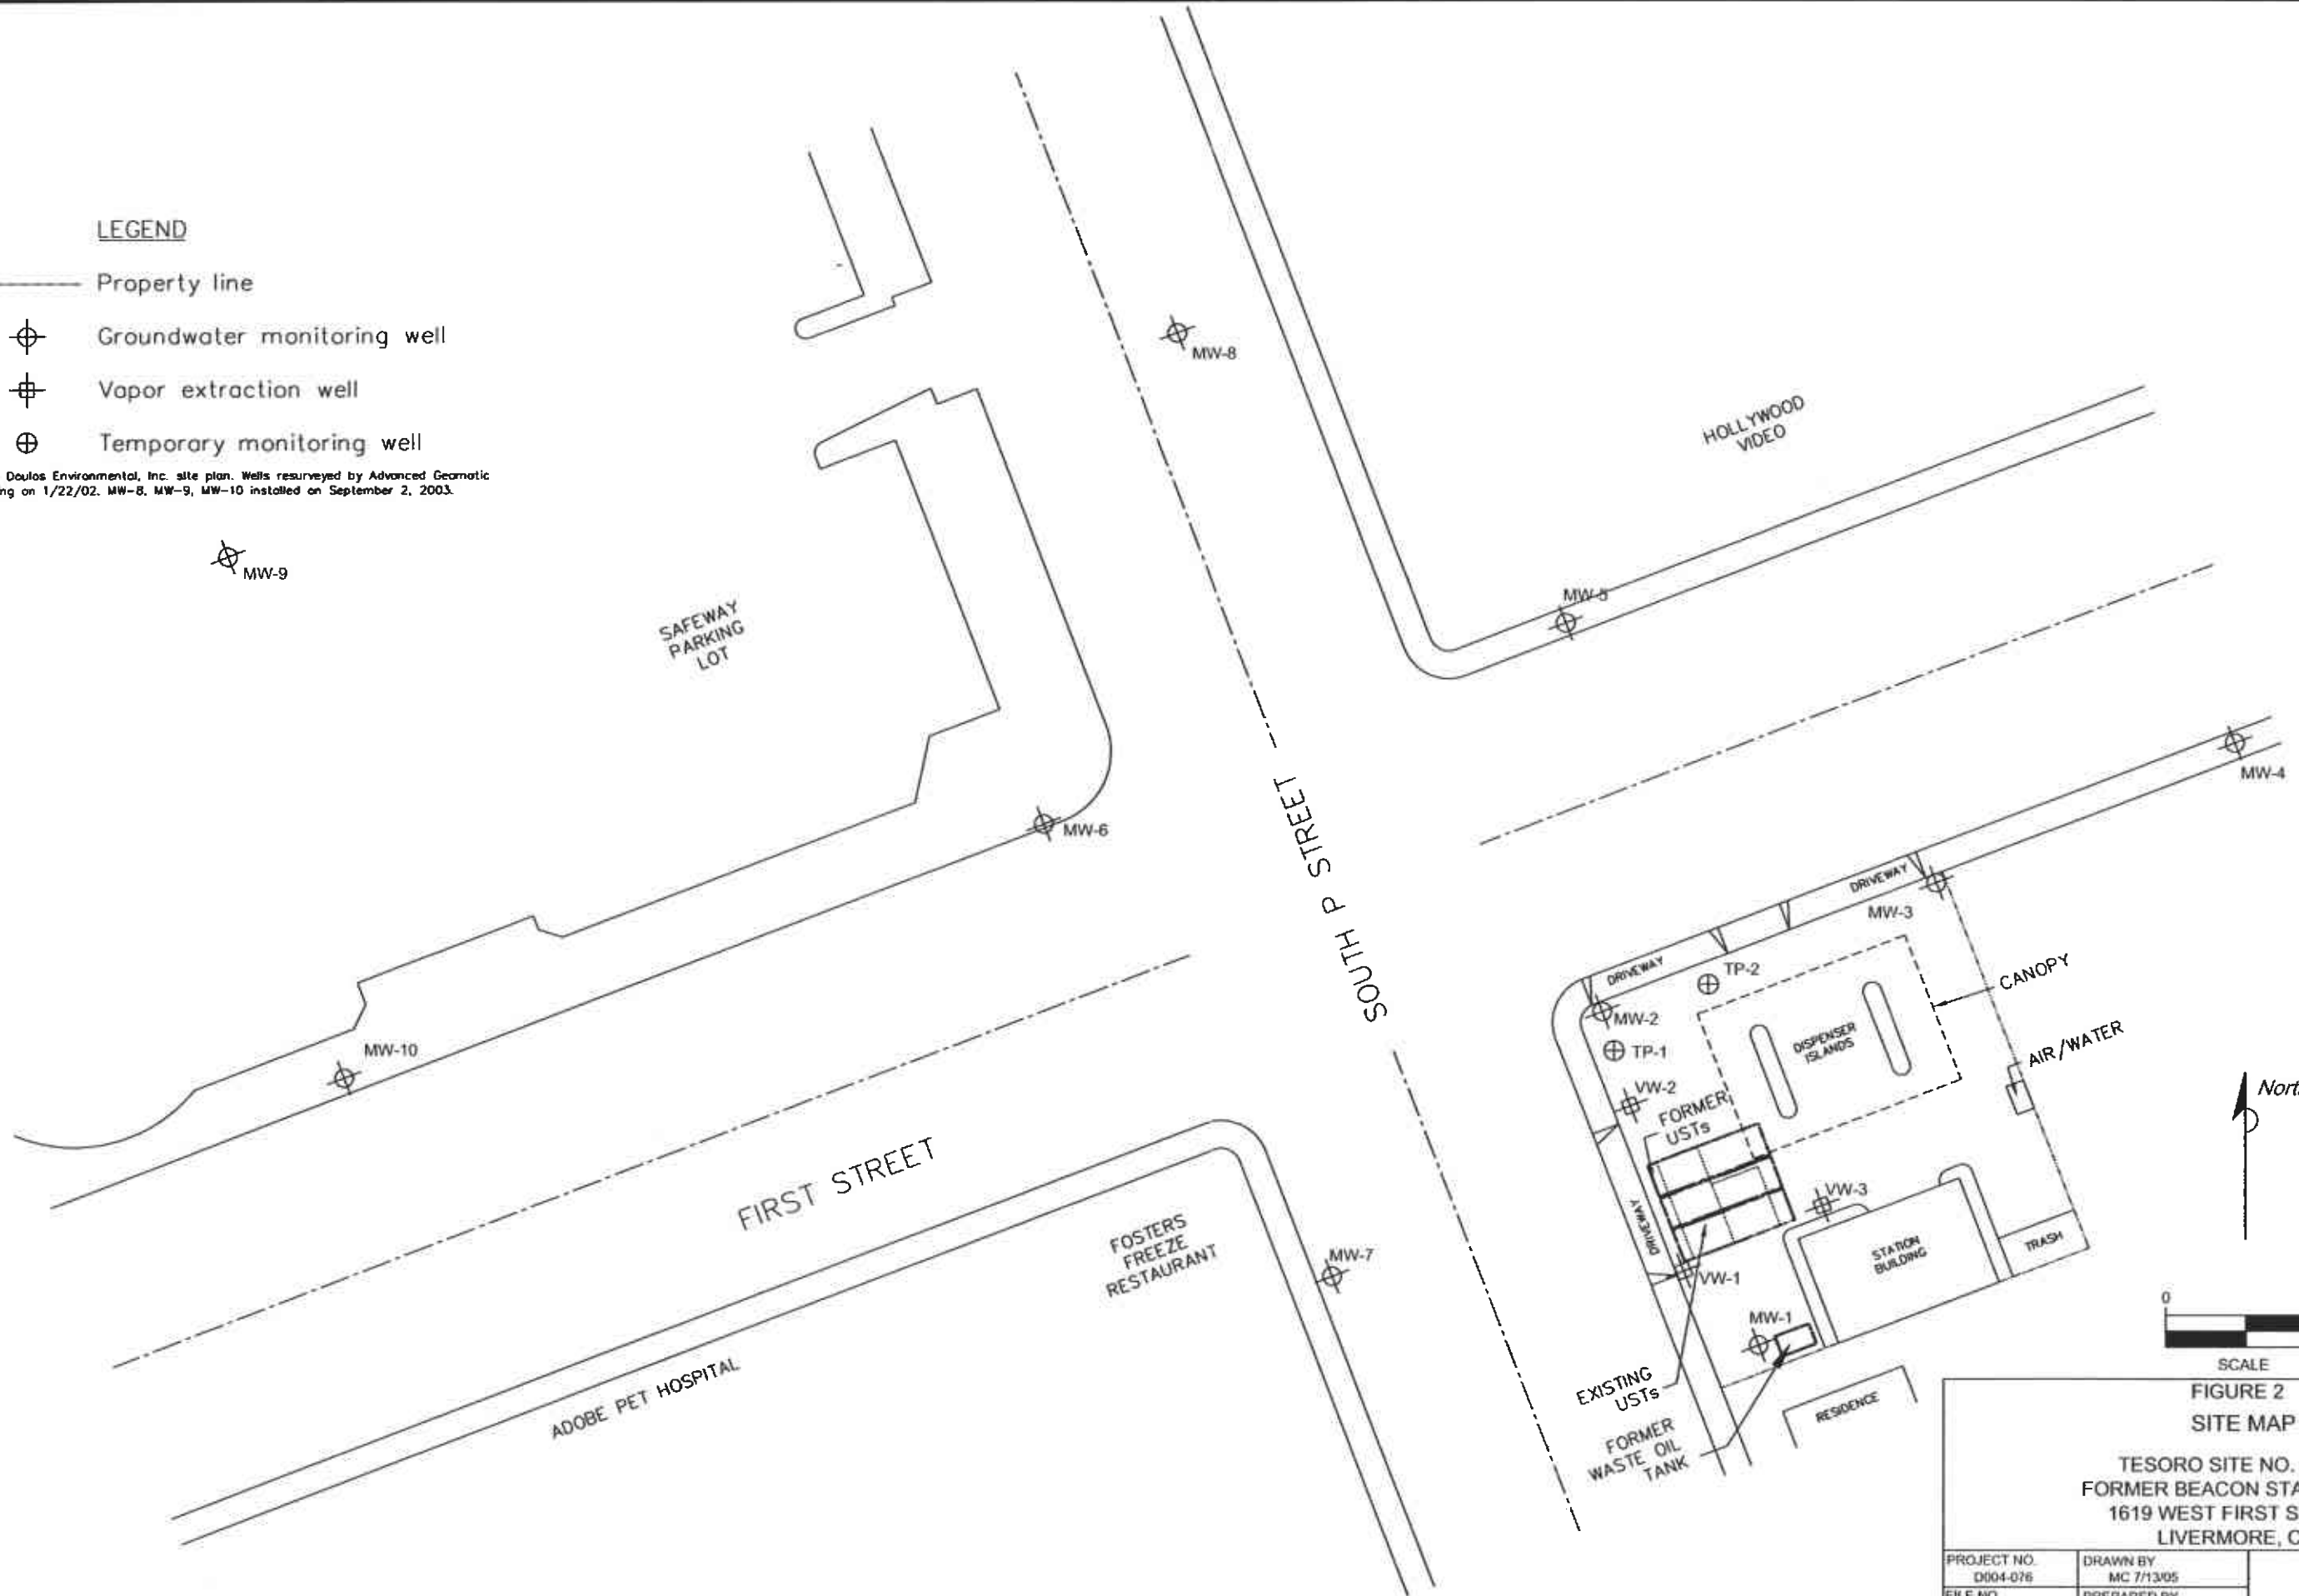 LEGEND
Property line
Groundwater monitoring well
Vapor extraction well
Temporary monitoring well
Doulos Environmental, Inc. site plan. Wells resurveyed by Advanced Geomatic
on 1/22/02. MW-8, MW-9, MW-10 installed on September 2, 2003.
MW-9
MW-8
HOLLYWOOD
VIDEO
SAFEWAY
PARKING
LOT
MW-5
MW-4
MW-6
SOUTH P STREET
DRIVEWAY
MW-3
DRIVEWAY
TP-2
CANOPY
MW-2
TP-1
DISPENSER
ISLANDS
AIR/WATER
MW-10
VW-2
FORMER
USTs
FIRST STREET
VW-3
FOSTERS
FREEZE
RESTAURANT
MW-7
DRIVEWAY
STATION
BUILDING
TRASH
VW-1
MW-1
ADOBE PET HOSPITAL
EXISTING
USTs
FORMER
WASTE OIL
TANK
RESIDENCE
0
SCALE
FIGURE 2
SITE MAP
TESORO SITE NO.
FORMER BEACON
1619 WEST FIRST
LIVERMORE,
PROJECT NO.
D004-076
DRAWN BY
MC 7/13/05
FILE NO.
PREPARED BY